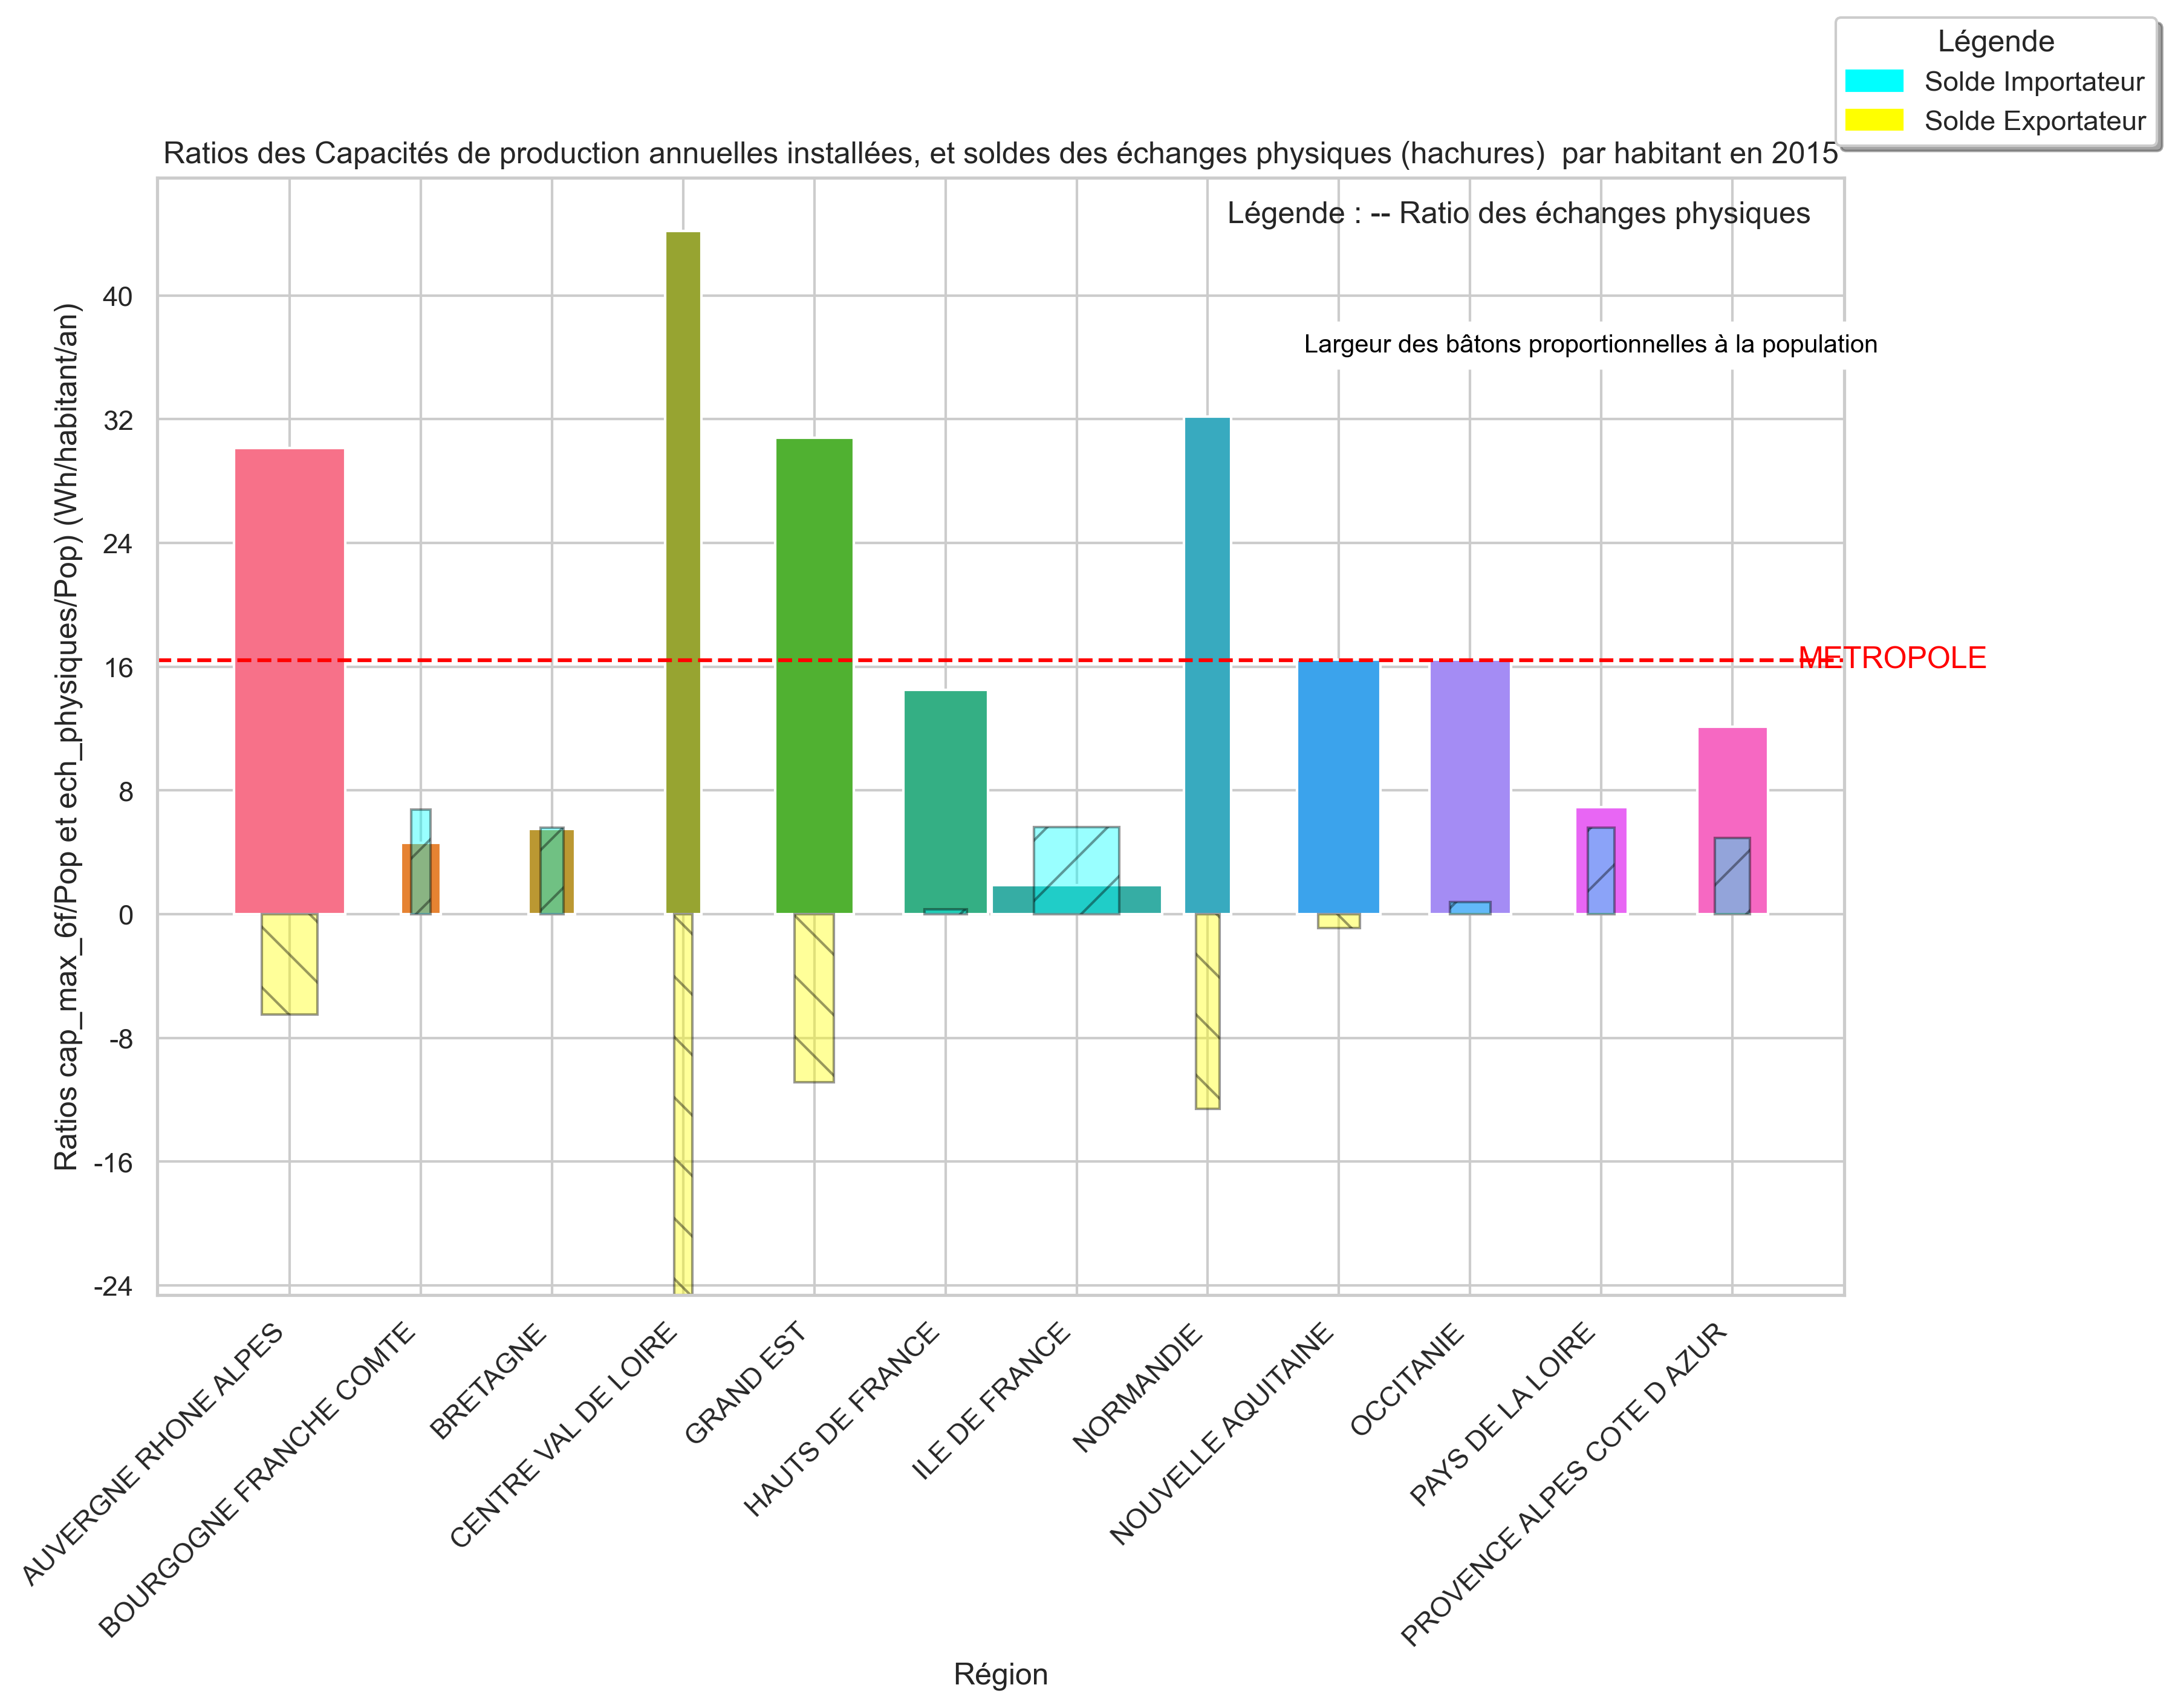 Légende
Solde Importateur
Solde Exportateur
Ratios des Capacités de production annuelles installées, et soldes des échanges physiques (hachures)  par habitant en 2015
Légende : -- Ratio des échanges physiques
Largeur des bâtons proportionnelles à la population
METROPOLE
Ratios cap_max_6f/Pop et ech_physiques/Pop) (Wh/habitant/an)
40
32
24
16
8
0
-8
-16
-24
AUVERGNE RHONE ALPES
BOURGOGNE FRANCHE COMTE
BRETAGNE
CENTRE VAL DE LOIRE
GRAND EST
HAUTS DE FRANCE
ILE DE FRANCE
NORMANDIE
NOUVELLE AQUITAINE
OCCITANIE
PAYS DE LA LOIRE
PROVENCE ALPES COTE D AZUR
Région